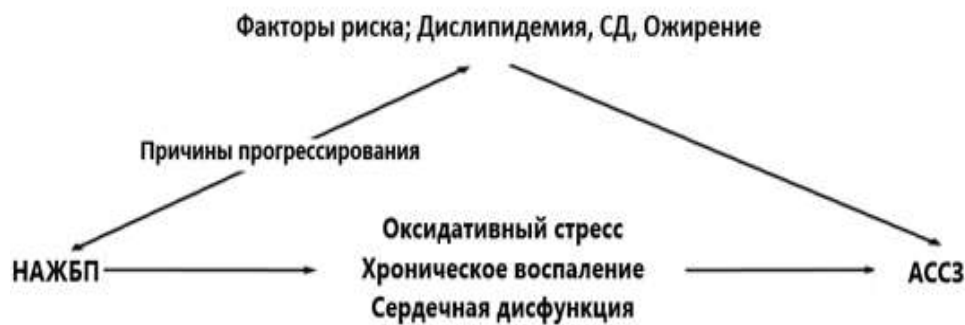 Факторы риска; Дислипидемия, СД, Ожирение
Причины прогрессирования
Оксидативный стресс
НАЖБП
Хроническое воспаление
АССЗ
Сердечная дисфункция